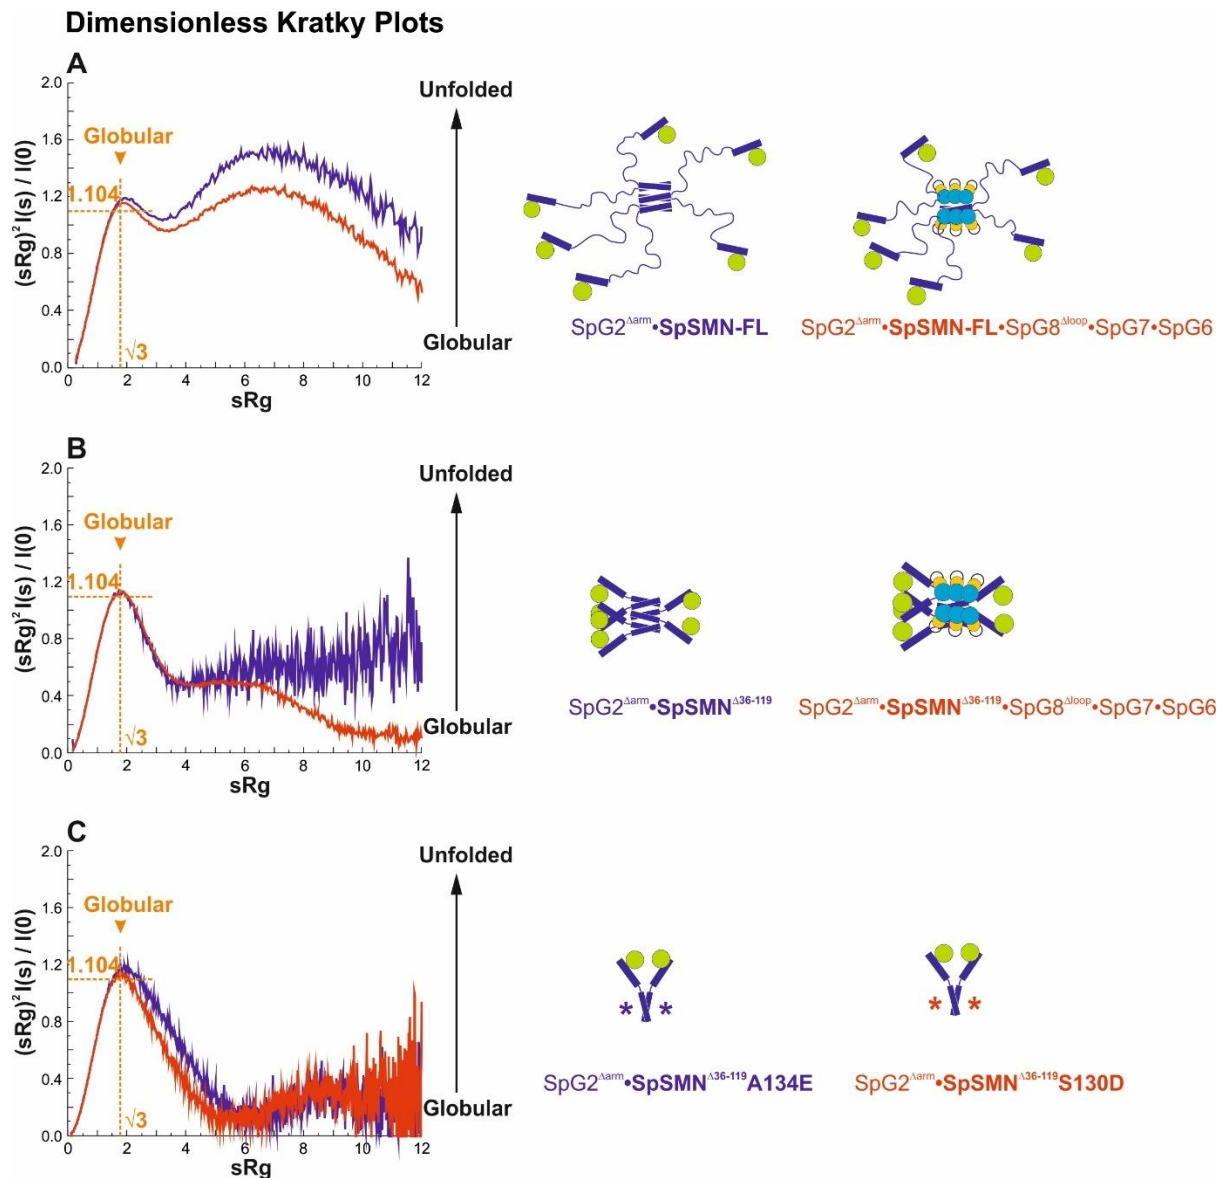 Dimensionless Kratky Plots
A
(sRg)² I(s) / I(0)
2.0
1.6
1.2
0.8
0.4
0.0
Globular
1.104
√3
0 2 4 6 8 10 12
sRg
Unfolded
Globular
SpG2Δarm•SpSMN-FL
SpG2Δarm•SpSMN-FL•SpG8Δloop•SpG7•SpG6
B
(sRg)² I(s) / I(0)
2.0
1.6
1.2
0.8
0.4
0.0
Globular
1.104
√3
0 2 4 6 8 10 12
sRg
Unfolded
Globular
SpG2Δarm•SpSMNΔ36-119
SpG2Δarm•SpSMNΔ36-119•SpG8Δloop•SpG7•SpG6
C
(sRg)² I(s) / I(0)
2.0
1.6
1.2
0.8
0.4
0.0
Globular
1.104
√3
0 2 4 6 8 10 12
sRg
Unfolded
Globular
* *
* *
SpG2Δarm•SpSMNΔ36-119A134E
SpG2Δarm•SpSMNΔ36-119S130D